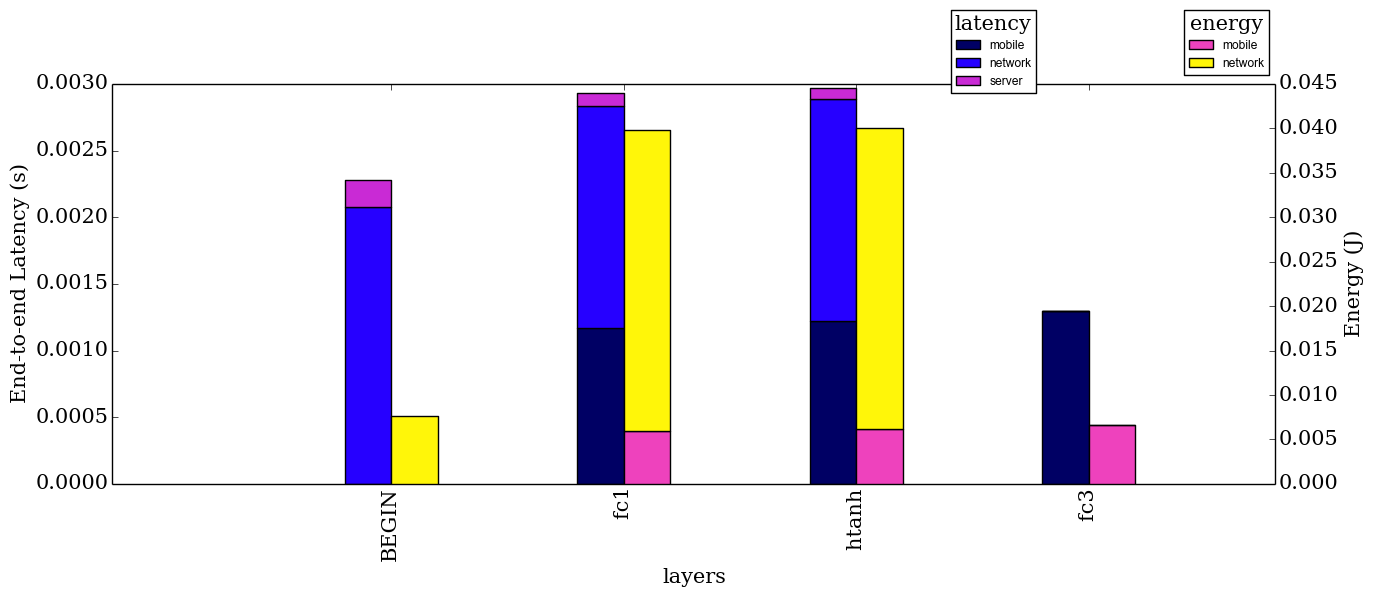 latency
mobile
network
server
energy
mobile
network
End-to-end Latency (s)
0.0030
0.0025
0.0020
0.0015
0.0010
0.0005
0.0000
0.045
0.040
0.035
0.030
0.025
0.020
0.015
0.010
0.005
0.000
Energy (J)
BEGIN
fc1
htanh
fc3
layers